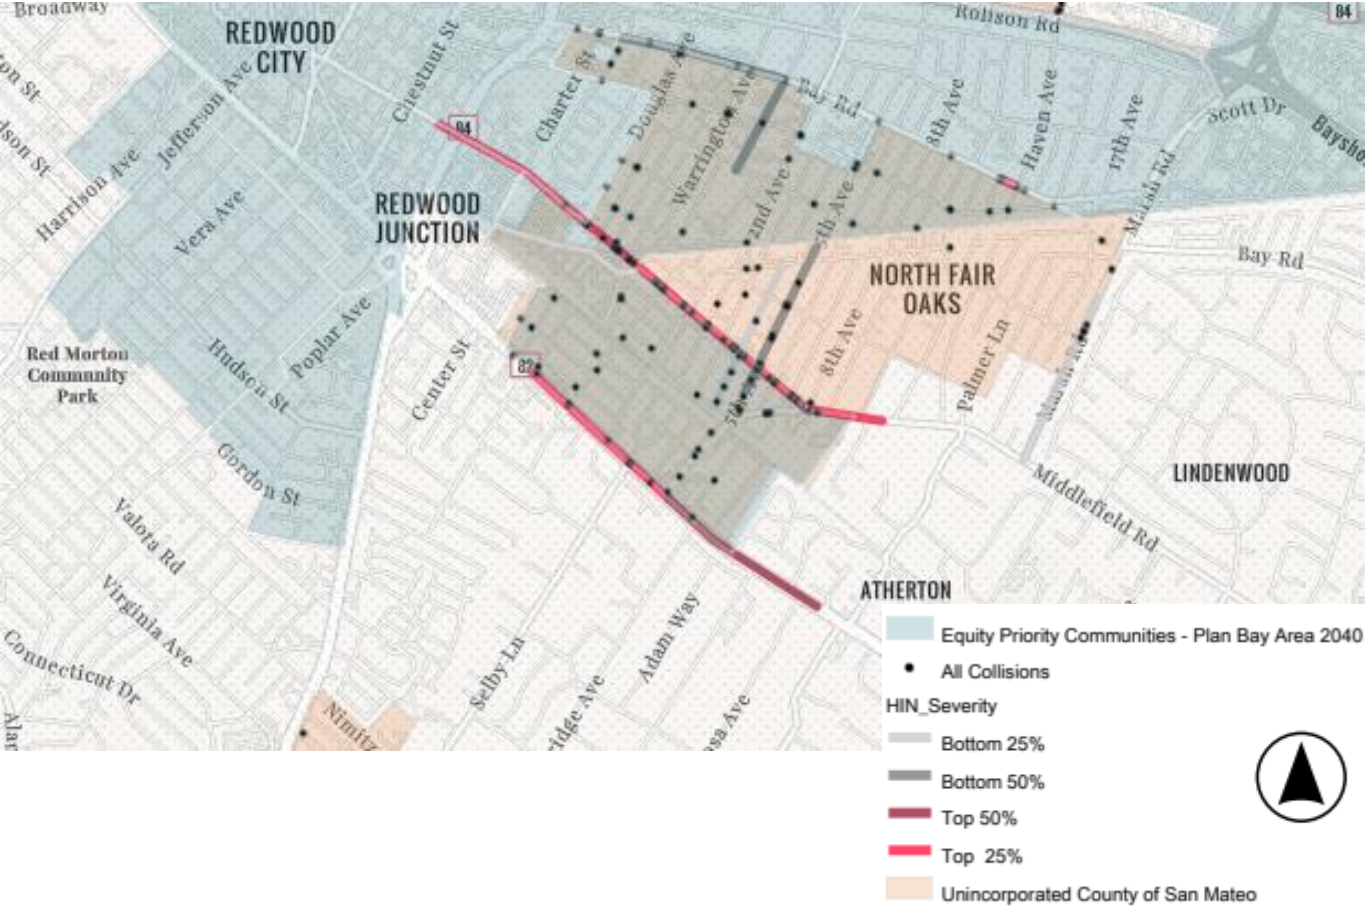 Broadway
REDWOOD
CITY
Chestnut St
Rolison Rd
84
Jefferson Ave
Charter St
Douglas Ave
Bay Rd
8th Ave
Haven Ave
17th Ave
Scott Dr
84
Harrison Ave
Warrington Ave
2nd Ave
5th Ave
Marsh Rd
Vera Ave
REDWOOD
JUNCTION
NORTH FAIR
OAKS
Bay Rd
Red Morton
Community
Park
Hudson St
Poplar Ave
Center St
82
8th Ave
Palmer Ln
Gordon St
LINDENWOOD
Middlefield Rd
Valota Rd
Virginia Ave
Connecticut Dr
ATHERTON
Selby Ln
Adam Way
Nimitz
Equity Priority Communities - Plan Bay Area 2040
All Collisions
HIN_Severity
Bottom 25%
Bottom 50%
Top 50%
Top 25%
Unincorporated County of San Mateo